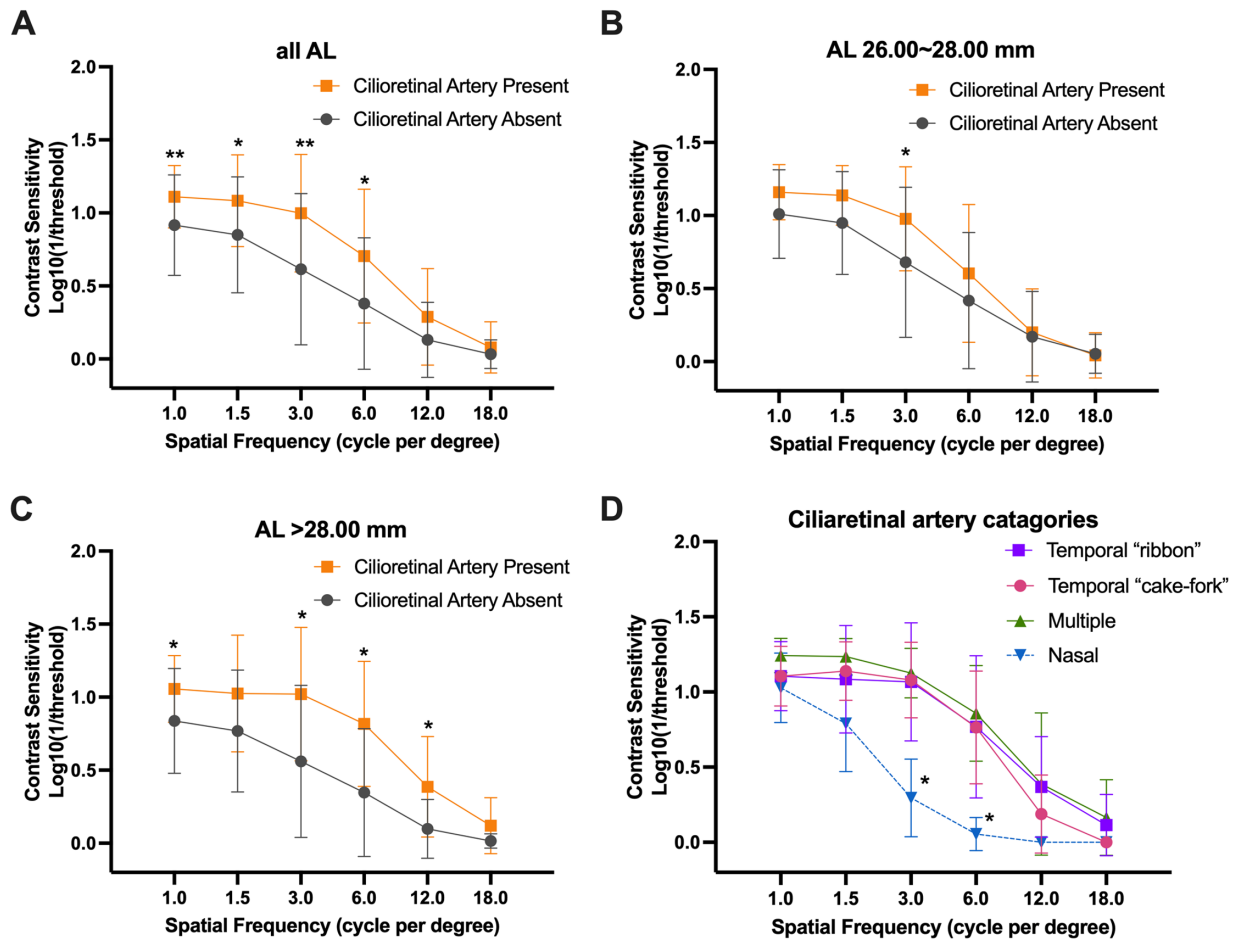 A
all AL
Cilioretinal Artery Present
Cilioretinal Artery Absent
Contrast Sensitivity
Log10(1/threshold)
2.0
1.5
1.0
0.5
0.0
**
*
**
*
1.0 1.5 3.0 6.0 12.0 18.0
Spatial Frequency (cycle per degree)
B
AL 26.00~28.00 mm
Cilioretinal Artery Present
Cilioretinal Artery Absent
Contrast Sensitivity
Log10(1/threshold)
2.0
1.5
1.0
0.5
0.0
*
1.0 1.5 3.0 6.0 12.0 18.0
Spatial Frequency (cycle per degree)
C
AL >28.00 mm
Cilioretinal Artery Present
Cilioretinal Artery Absent
Contrast Sensitivity
Log10(1/threshold)
2.0
1.5
1.0
0.5
0.0
*
*
*
*
1.0 1.5 3.0 6.0 12.0 18.0
Spatial Frequency (cycle per degree)
D
Ciliaretinal artery catagories
Temporal “ribbon”
Temporal “cake-fork”
Multiple
Nasal
Contrast Sensitivity
Log10(1/threshold)
2.0
1.5
1.0
0.5
0.0
*
*
1.0 1.5 3.0 6.0 12.0 18.0
Spatial Frequency (cycle per degree)